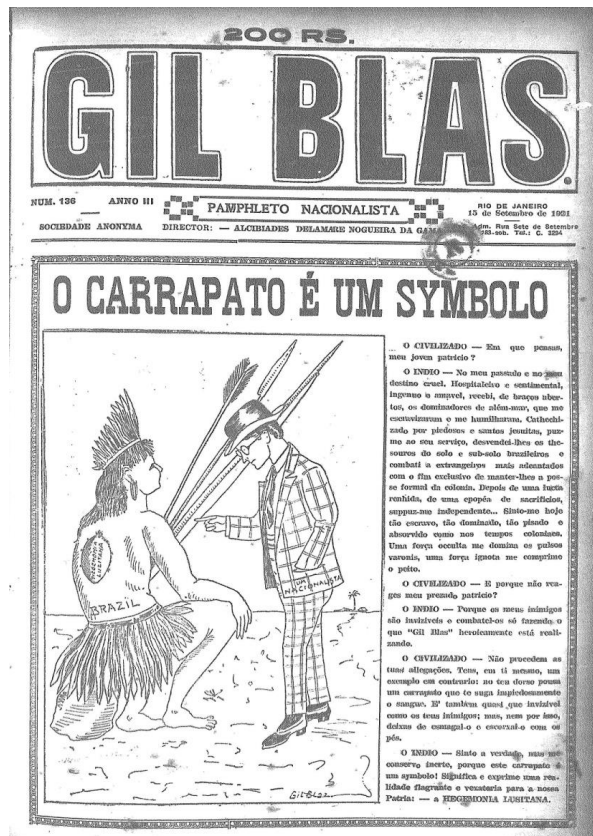 200 RS.
GIL BLAS.
NUM. 136 ANNO III
PAMPHLETO NACIONALISTA
RIO DE JANEIRO
15 de Setembro de 1921
SOCIEDADE ANONYMA DIRECTOR: — ALCIBIADES DELAMARE NOGUEIRA DA GAMA
Adm. Rua Sete de Setembro
sob. Tel.: C. 3294
O CARRAPATO É UM SYMBOLO
HEGEMONIA LUSITANA
BRAZIL
UM NACIONALISTA
Gil Blaz
O CIVILIZADO — Em que pensas,
meu joven patricio?
O INDIO — No meu passado e no meu
destino cruel. Hospitaleiro e sentimental,
ingenuo e amavel, recebi, de braços aber-
tos, os dominadores de além-mar, que me
escravizaram e me humilharam. Cathechi-
zado por piedosos e santos jesuitas, puz-
me ao seu serviço, desvendei-lhes os the-
souros do solo e sub-solo brazileiros e
combati a extrangeiros mais adeantados
com o fim exclusivo de manter-lhes a pos-
se formal da colonia. Depois de uma lucta
renhida, de uma epopéa de sacrificios,
suppuz-me independente... Sinto-me hoje
tão escravo, tão dominado, tão pisado e
absorvido como nos tempos coloniaes.
Uma força occulta me domina os pulsos
varonis, uma força ignota me comprime
o peito.
O CIVILIZADO — E porque não rea-
ges meu prezado patricio?
O INDIO — Porque os meus inimigos
são invizíveis e combatel-os só fazendo o
que "Gil Blas" heroicamente está reali-
zando.
O CIVILIZADO — Não procedem as
tuas allegações. Tens, em ti mesmo, um
exemplo em contrario: ao teu dorso pousa
um carrapato que te suga impiedosamente
o sangue. E' tambem quasi que invizivel
como os teus inimigos; mas, nem por isso,
deixas de esmagal-o e escorxal-o com os
pés.
O INDIO — Sinto a verdade, mas me
conservo inerte, porque este carrapato é
um symbolo! Significa e exprime uma rea-
lidade flagrante e vexatoria para a nossa
Patria: — a HEGEMONIA LUSITANA.